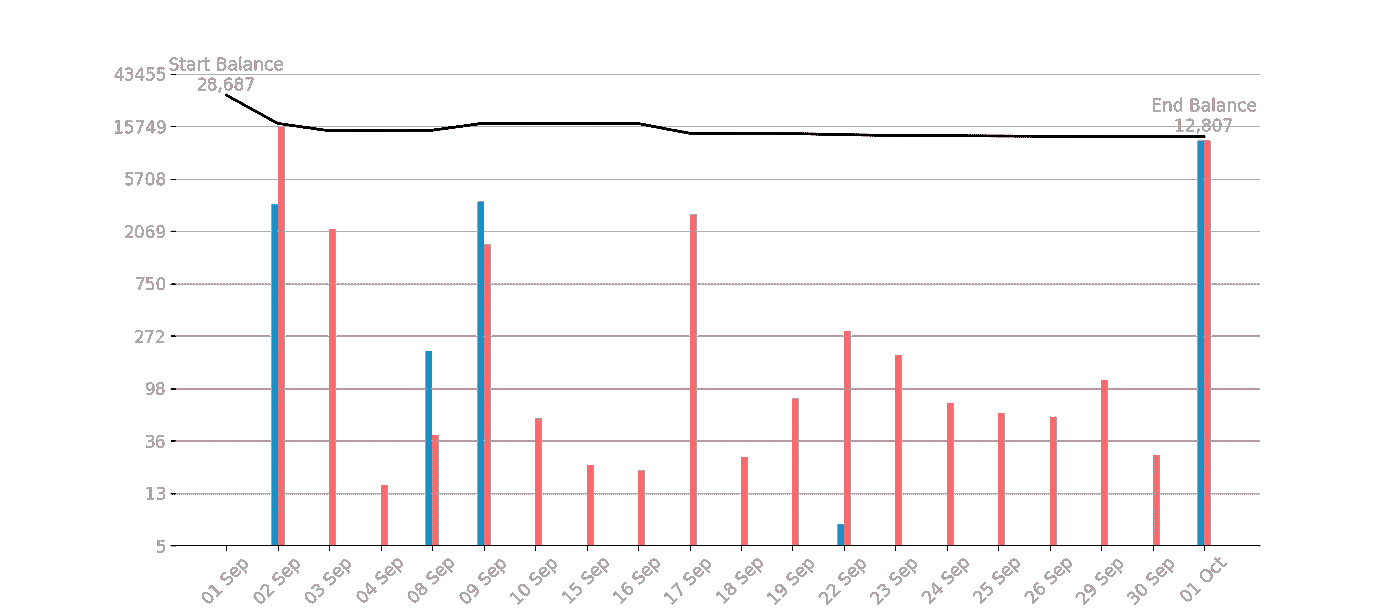 Start Balance
28,687
End Balance
12,807
43455
15749
5708
2069
750
272
98
36
13
5
01 Sep
02 Sep
03 Sep
04 Sep
08 Sep
09 Sep
10 Sep
15 Sep
16 Sep
17 Sep
18 Sep
19 Sep
22 Sep
23 Sep
24 Sep
25 Sep
26 Sep
29 Sep
30 Sep
01 Oct